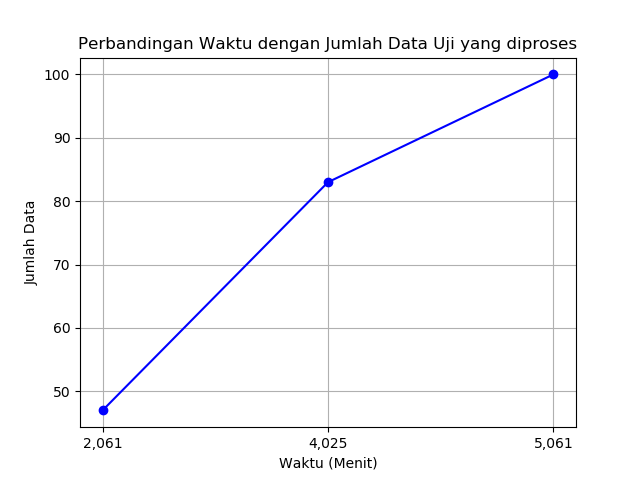 Perbandingan Waktu dengan Jumlah Data Uji yang diproses
100
90
80
70
60
50
Jumlah Data
2,061 4,025 5,061
Waktu (Menit)